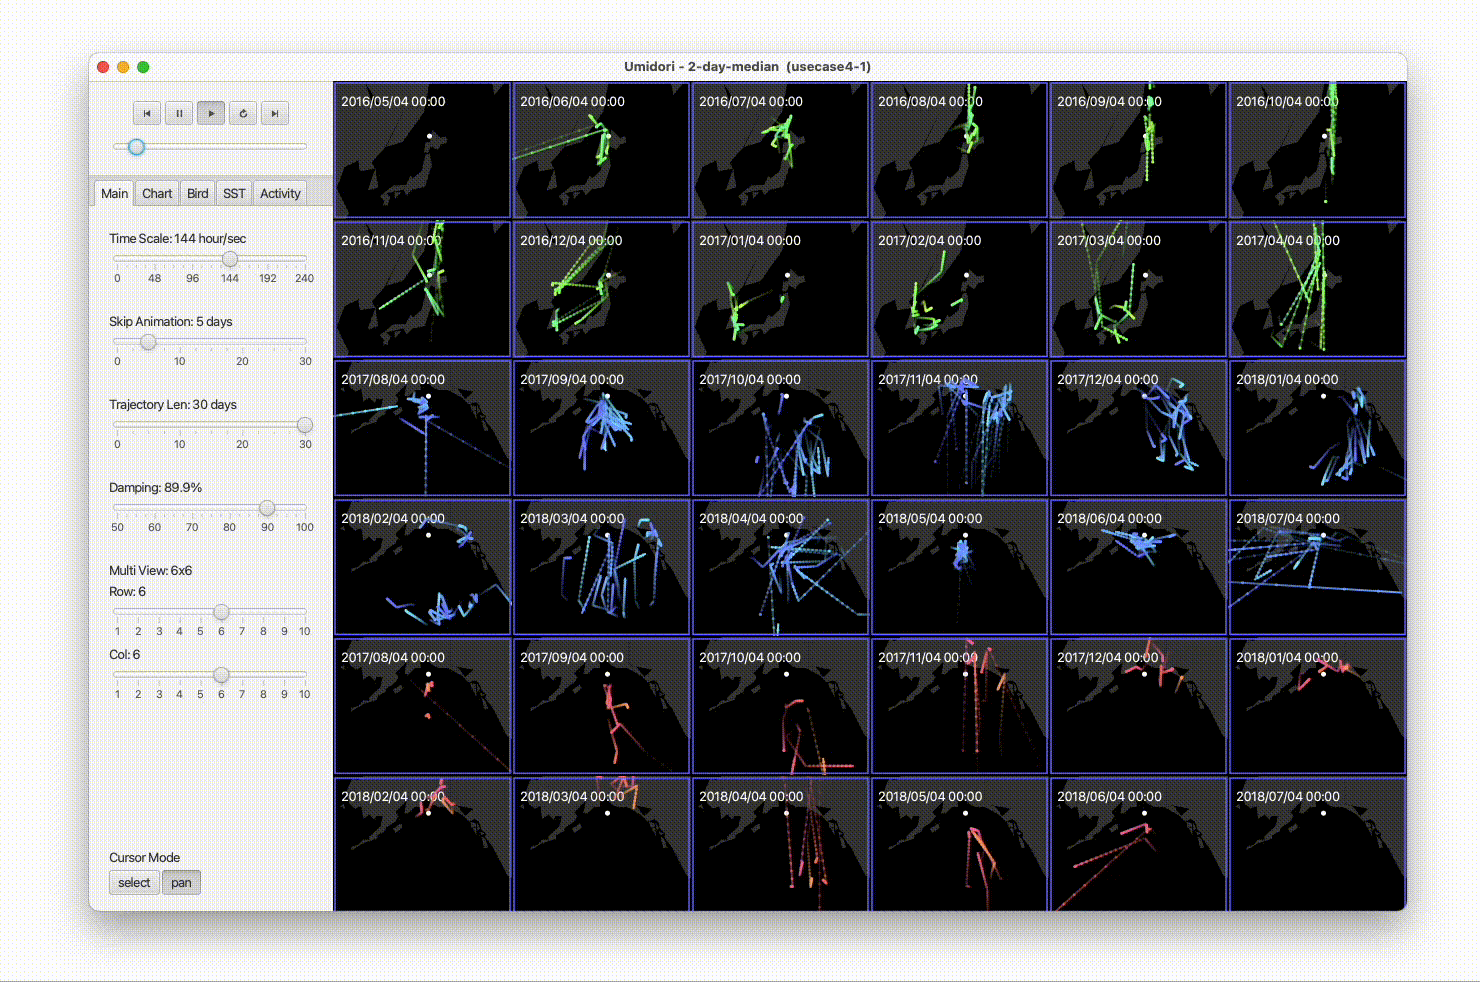 Umidori - 2-day-median (usecase4-1)
Main Chart Bird SST Activity
Time Scale: 144 hour/sec
0 48 96 144 192 240
Skip Animation: 5 days
0 10 20 30
Trajectory Len: 30 days
0 10 20 30
Damping: 89.9%
50 60 70 80 90 100
Multi View: 6x6
Row: 6
1 2 3 4 5 6 7 8 9 10
Col: 6
1 2 3 4 5 6 7 8 9 10
Cursor Mode
select pan
2016/05/04 00:00 2016/06/04 00:00 2016/07/04 00:00 2016/08/04 00:00 2016/09/04 00:00 2016/10/04 00:00
2016/11/04 00:00 2016/12/04 00:00 2017/01/04 00:00 2017/02/04 00:00 2017/03/04 00:00 2017/04/04 00:00
2017/08/04 00:00 2017/09/04 00:00 2017/10/04 00:00 2017/11/04 00:00 2017/12/04 00:00 2018/01/04 00:00
2018/02/04 00:00 2018/03/04 00:00 2018/04/04 00:00 2018/05/04 00:00 2018/06/04 00:00 2018/07/04 00:00
2017/08/04 00:00 2017/09/04 00:00 2017/10/04 00:00 2017/11/04 00:00 2017/12/04 00:00 2018/01/04 00:00
2018/02/04 00:00 2018/03/04 00:00 2018/04/04 00:00 2018/05/04 00:00 2018/06/04 00:00 2018/07/04 00:00